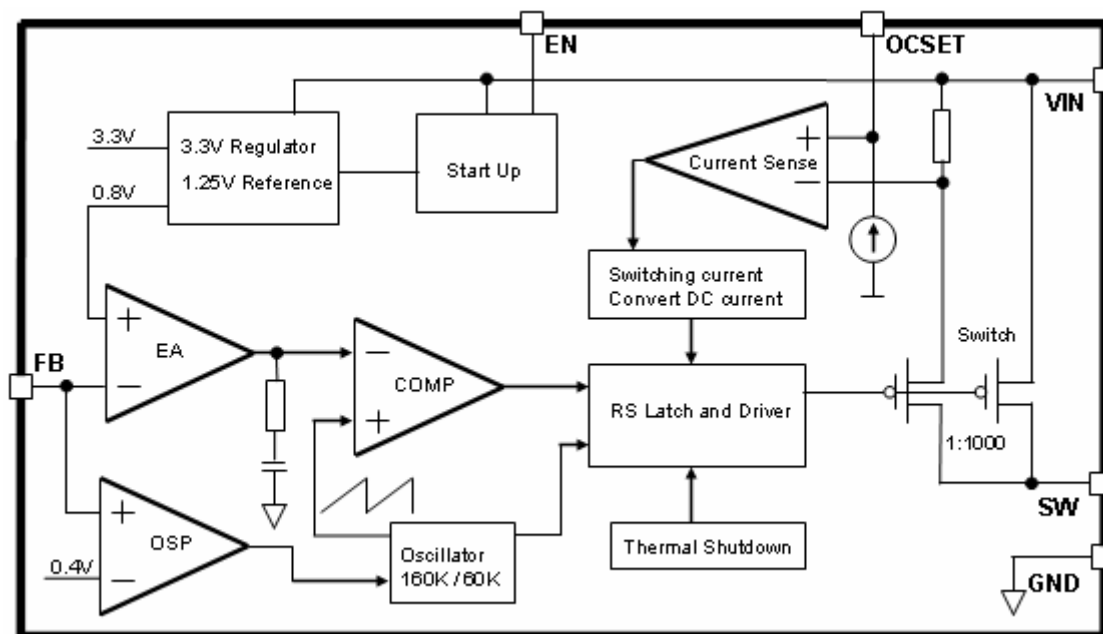 EN
OCSET
VIN
3.3V
3.3V Regulator
1.25V Reference
Start Up
+
Current Sense
−
0.8V
Switching current
Convert DC current
Switch
+
EA
−
FB
−
COMP
+
RS Latch and Driver
1:1000
SW
+
OSP
−
0.4V
Oscillator
160K / 60K
Thermal Shutdown
GND